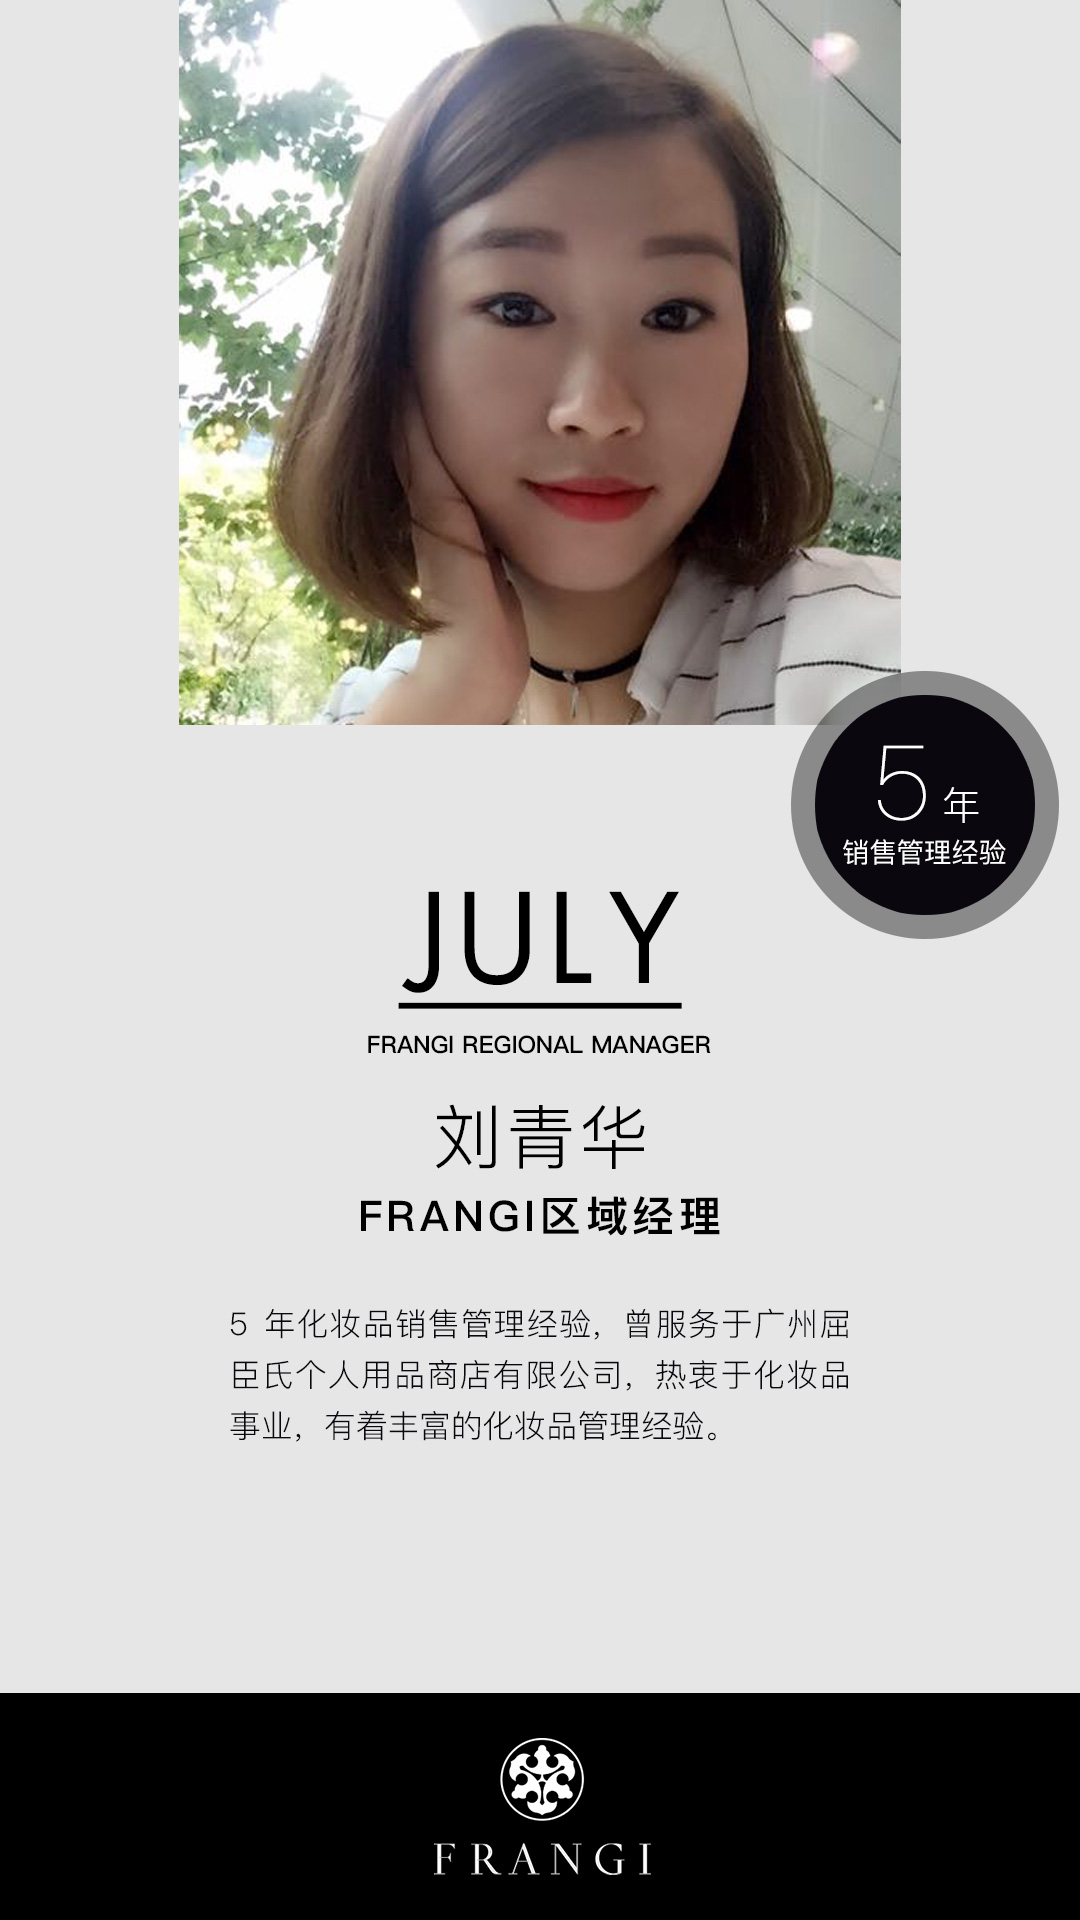 5 年
销售管理经验
JULY
FRANGI REGIONAL MANAGER
刘青华
FRANGI区域经理
5 年化妆品销售管理经验，曾服务于广州屈
臣氏个人用品商店有限公司，热衷于化妆品
事业，有着丰富的化妆品管理经验。
FRANGI